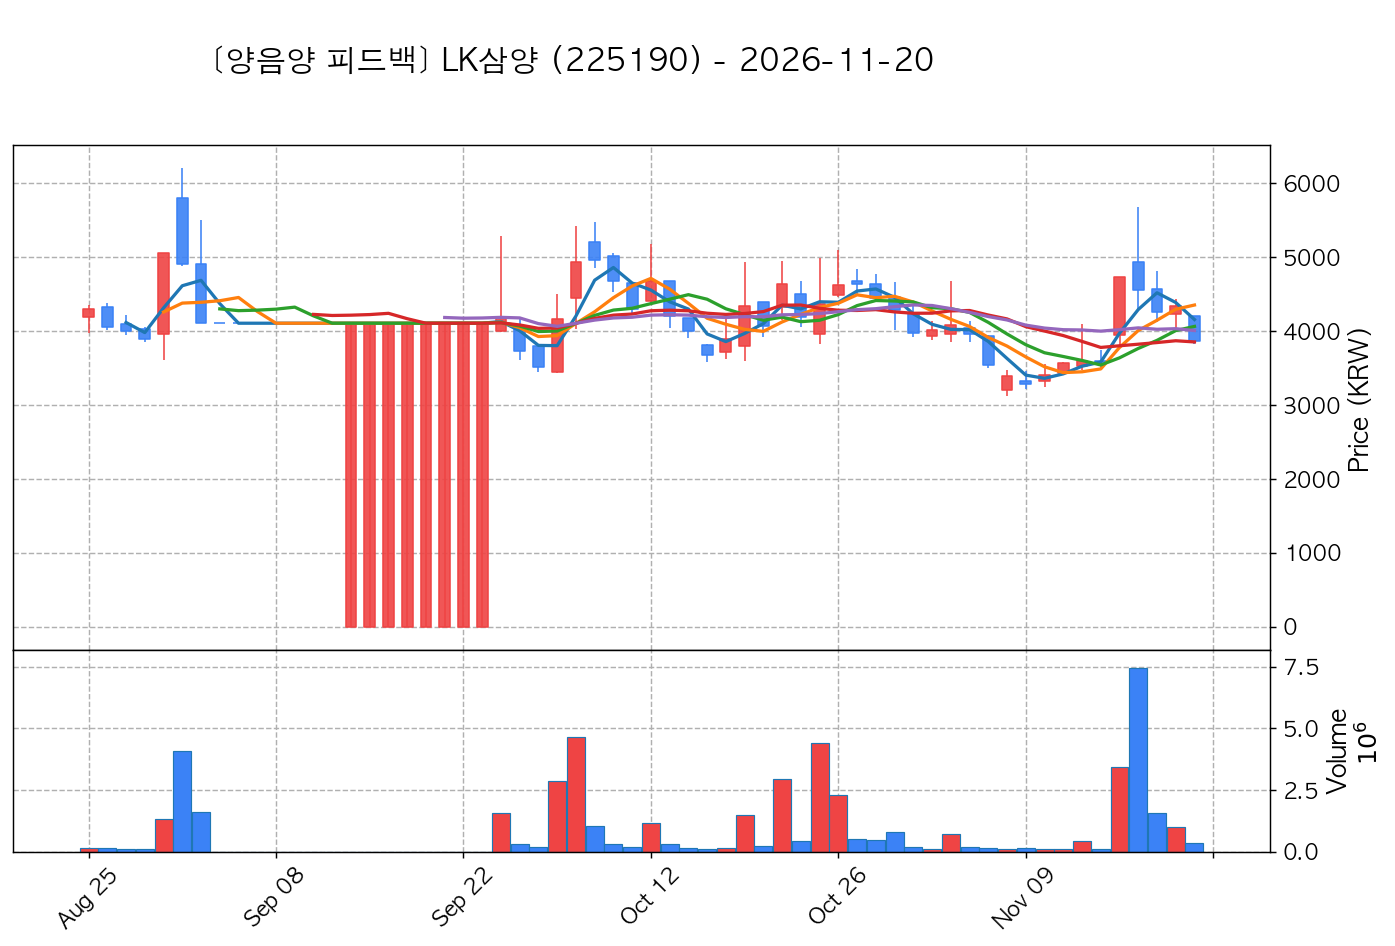 [양음양 피드백] LK삼양 (225190) - 2026-11-20
6000
5000
4000
3000
2000
1000
0
Price (KRW)
7.5
5.0
2.5
0.0
Volume
10⁶
Aug 25
Sep 08
Sep 22
Oct 12
Oct 26
Nov 09